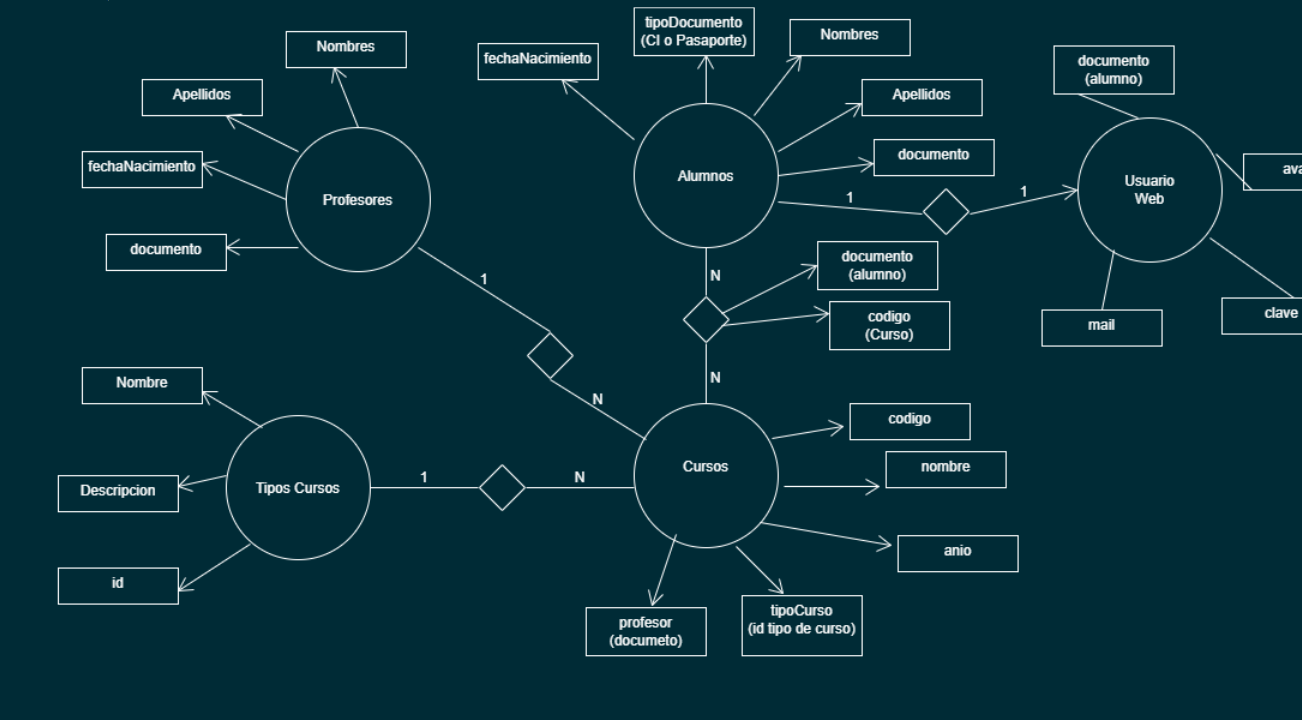 tipoDocumento
(CI o Pasaporte)
Nombres
Nombres
fechaNacimiento
documento
(alumno)
Apellidos
Apellidos
fechaNacimiento
documento
Alumnos
Usuario
Web
Profesores
1
1
documento
documento
(alumno)
N
1
codigo
(Curso)
clave
mail
Nombre
N
N
codigo
Cursos
nombre
1
N
Descripcion
Tipos Cursos
anio
id
profesor
(documeto)
tipoCurso
(id tipo de curso)